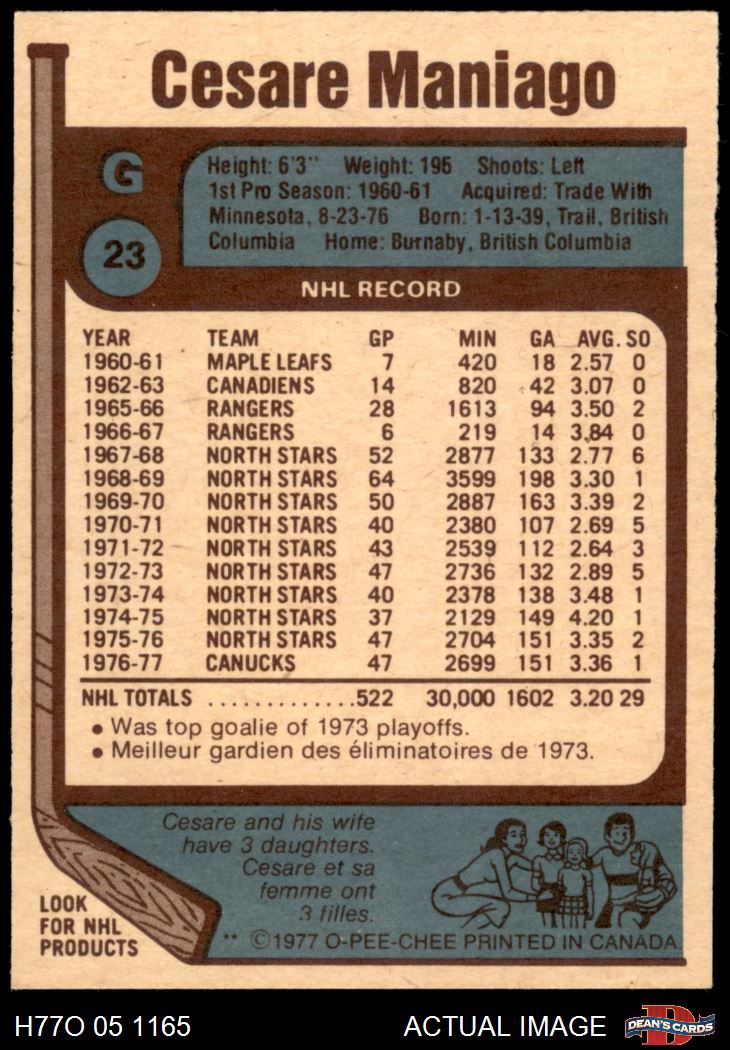 Cesare Maniago
G
23
Height: 6'3" Weight: 195 Shoots: Left
1st Pro Season: 1960-61 Acquired: Trade With
Minnesota, 8-23-76 Born: 1-13-39, Trail, British
Columbia Home: Burnaby, British Columbia
NHL RECORD
YEAR TEAM GP MIN GA AVG. SO
1960-61 MAPLE LEAFS 7 420 18 2.57 0
1962-63 CANADIENS 14 820 42 3.07 0
1965-66 RANGERS 28 1613 94 3.50 2
1966-67 RANGERS 6 219 14 3.84 0
1967-68 NORTH STARS 52 2877 133 2.77 6
1968-69 NORTH STARS 64 3599 198 3.30 1
1969-70 NORTH STARS 50 2887 163 3.39 2
1970-71 NORTH STARS 40 2380 107 2.69 5
1971-72 NORTH STARS 43 2539 112 2.64 3
1972-73 NORTH STARS 47 2736 132 2.89 5
1973-74 NORTH STARS 40 2378 138 3.48 1
1974-75 NORTH STARS 37 2129 149 4.20 1
1975-76 NORTH STARS 47 2704 151 3.35 2
1976-77 CANUCKS 47 2699 151 3.36 1
NHL TOTALS .............522 30,000 1602 3.20 29
• Was top goalie of 1973 playoffs.
• Meilleur gardien des éliminatoires de 1973.
Cesare and his wife
have 3 daughters.
Cesare et sa
femme ont
3 filles.
LOOK
FOR NHL
PRODUCTS
** ©1977 O-PEE-CHEE PRINTED IN CANADA.
H77O 05 1165 ACTUAL IMAGE
D
DEAN'S CARDS